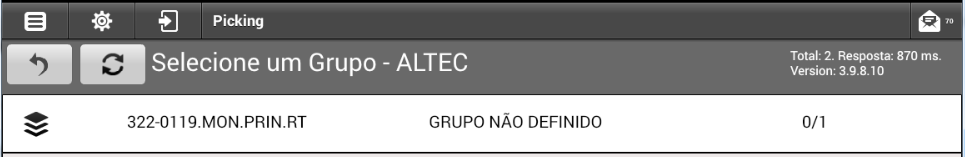 Picking
70
Selecione um Grupo - ALTEC
Total: 2. Resposta: 870 ms.
Version: 3.9.8.10
322-0119.MON.PRIN.RT GRUPO NÃO DEFINIDO 0/1